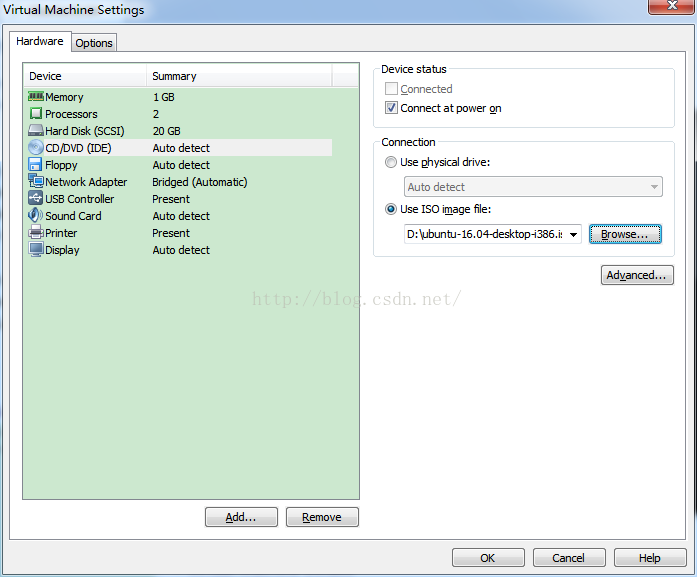 Virtual Machine Settings
Hardware Options
Device Summary
Memory 1 GB
Processors 2
Hard Disk (SCSI) 20 GB
CD/DVD (IDE) Auto detect
Floppy Auto detect
Network Adapter Bridged (Automatic)
USB Controller Present
Sound Card Auto detect
Printer Present
Display Auto detect
Add... Remove
Device status
Connected
Connect at power on
Connection
Use physical drive:
Auto detect
Use ISO image file:
D:\ubuntu-16.04-desktop-i386.is Browse...
Advanced...
http://blog.csdn.net/
OK Cancel Help